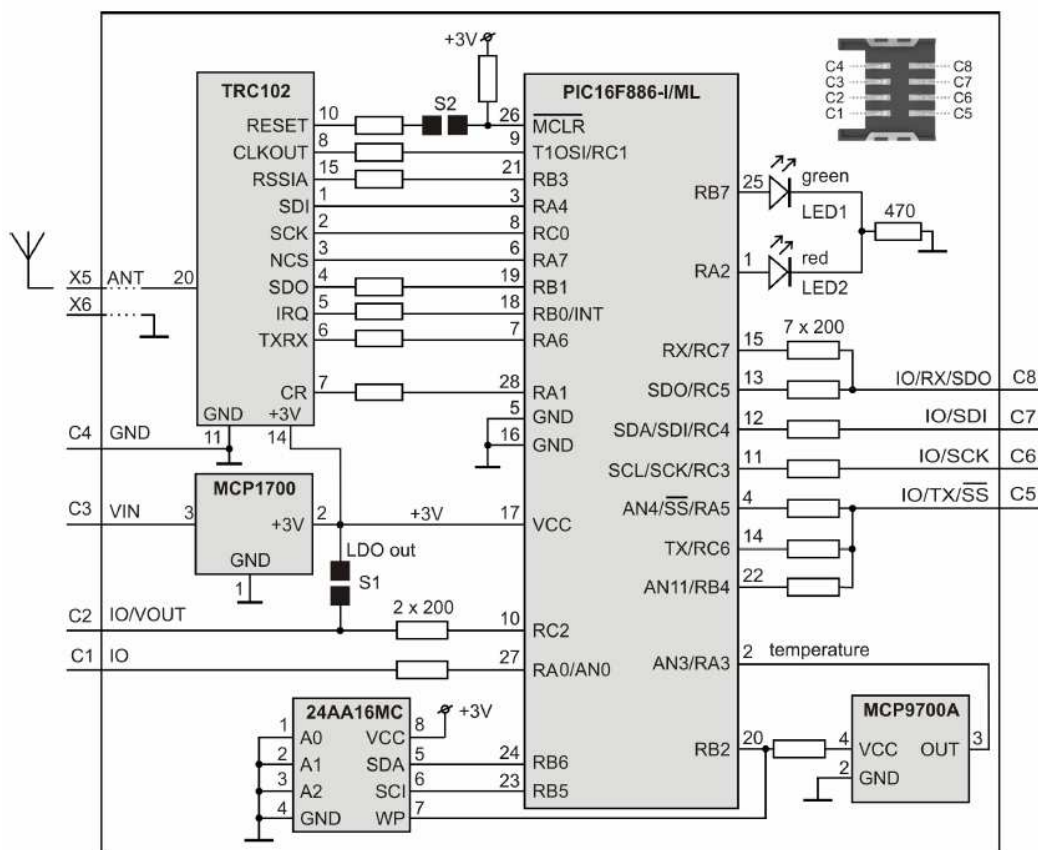 +3V
TRC102
PIC16F886-I/ML
C4 C8
C3 C7
C2 C6
C1 C5
RESET 10 S2 26 MCLR
CLKOUT 8 9 T1OSI/RC1
RSSIA 15 21 RB3
SDI 1 3 RA4
SCK 2 8 RC0
NCS 3 6 RA7
SDO 4 19 RB1
IRQ 5 18 RB0/INT
TXRX 6 7 RA6
CR 7 28 RA1
X5 ANT 20
X6
GND +3V
11 14
C4 GND
5 GND
16 GND
RB7 25 green
LED1
470
RA2 1 red
LED2
7 x 200
RX/RC7 15
SDO/RC5 13 IO/RX/SDO C8
SDA/SDI/RC4 12 IO/SDI C7
SCL/SCK/RC3 11 IO/SCK C6
AN4/SS/RA5 4 IO/TX/SS C5
TX/RC6 14
AN11/RB4 22
MCP1700
C3 VIN 3 +3V 2 +3V 17 VCC
GND
1
LDO out
S1
C2 IO/VOUT 2 x 200 10 RC2
C1 IO 27 RA0/AN0
AN3/RA3 2 temperature
24AA16MC
+3V
1 A0 VCC 8
2 A1 SDA 5 24 RB6
3 A2 SCI 6 23 RB5
4 GND WP 7
RB2 20
MCP9700A
4 VCC OUT 3
2 GND